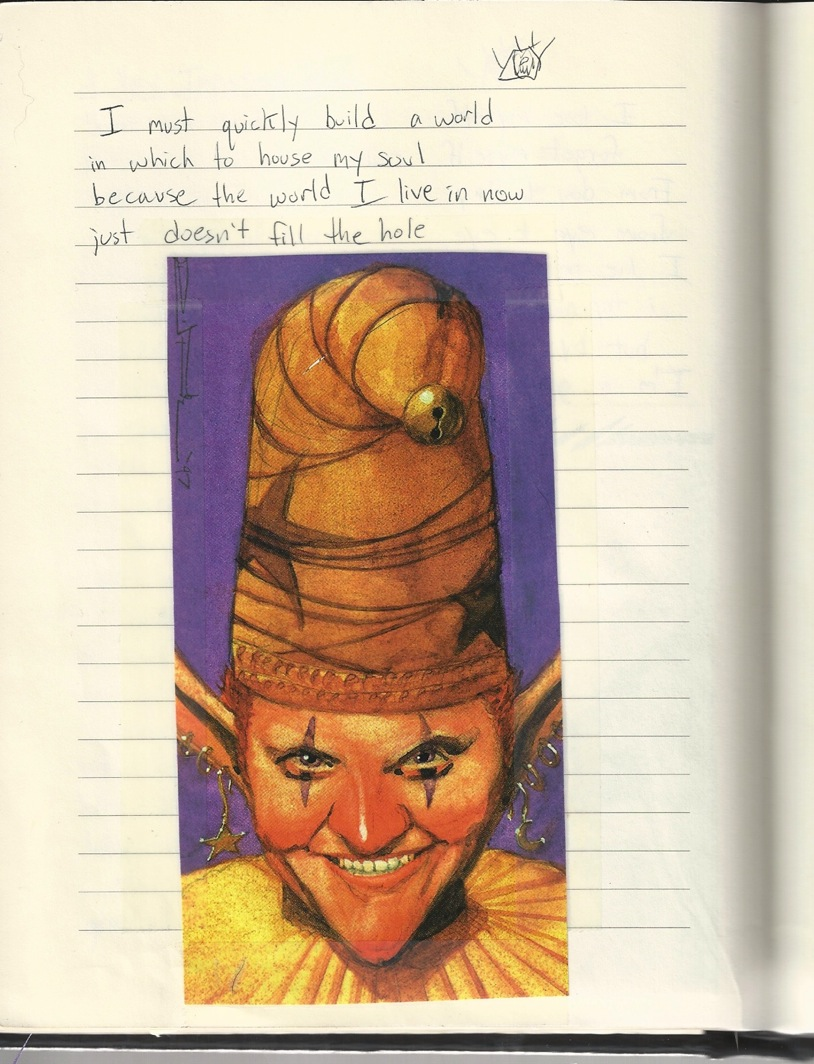 I must quickly build a world
in which to house my soul
because the world I live in now
just doesn't fill the hole